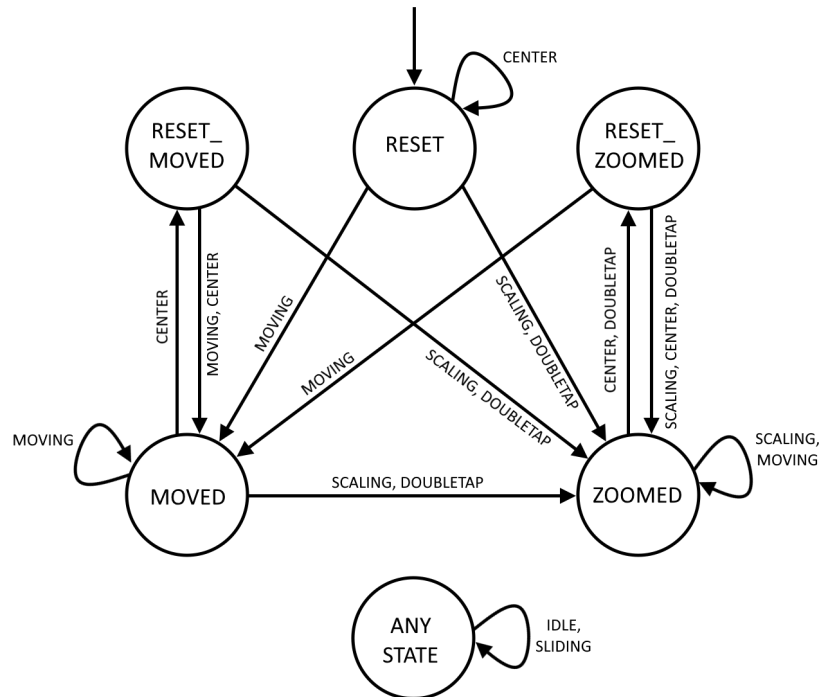 CENTER
RESET_
MOVED
RESET
RESET_
ZOOMED
CENTER
MOVING, CENTER
MOVING
MOVING
SCALING, DOUBLETAP
SCALING, DOUBLETAP
CENTER, DOUBLETAP
SCALING, CENTER, DOUBLETAP
MOVING
MOVED
SCALING, DOUBLETAP
ZOOMED
SCALING,
MOVING
ANY
STATE
IDLE,
SLIDING